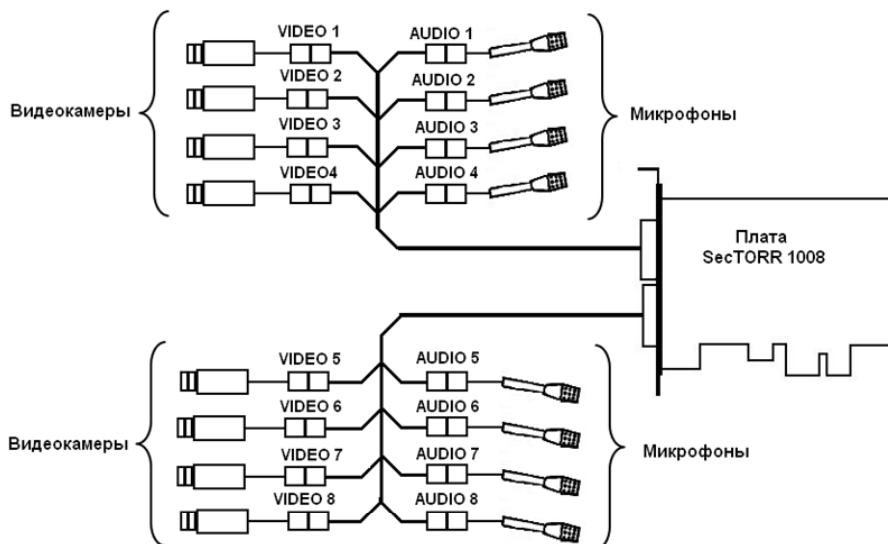 VIDEO 1
AUDIO 1
VIDEO 2
AUDIO 2
Видеокамеры
Микрофоны
VIDEO 3
AUDIO 3
VIDEO4
AUDIO 4
Плата
SecTORR 1008
VIDEO 5
AUDIO 5
VIDEO 6
AUDIO 6
Видеокамеры
Микрофоны
VIDEO 7
AUDIO 7
VIDEO 8
AUDIO 8